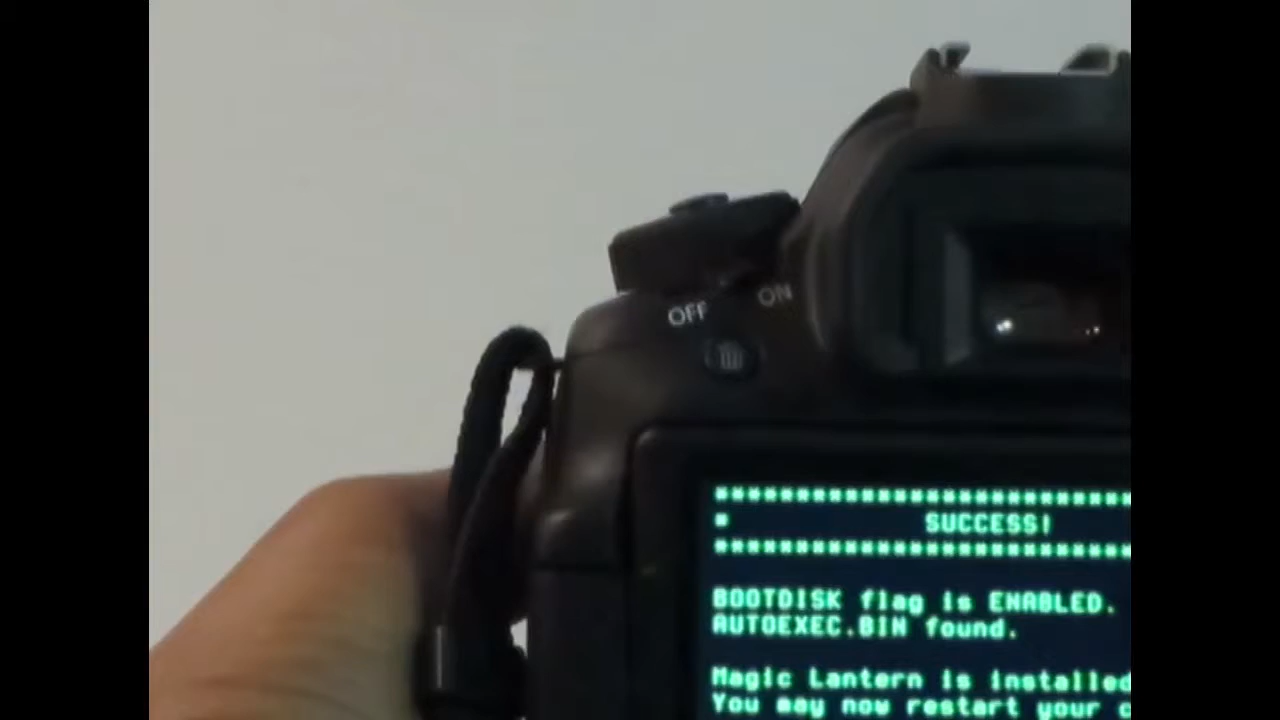 OFF ON
****************************
* SUCCESS!
****************************
BOOTDISK flag is ENABLED.
AUTOEXEC.BIN found.
Magic Lantern is installed
You may now restart your c